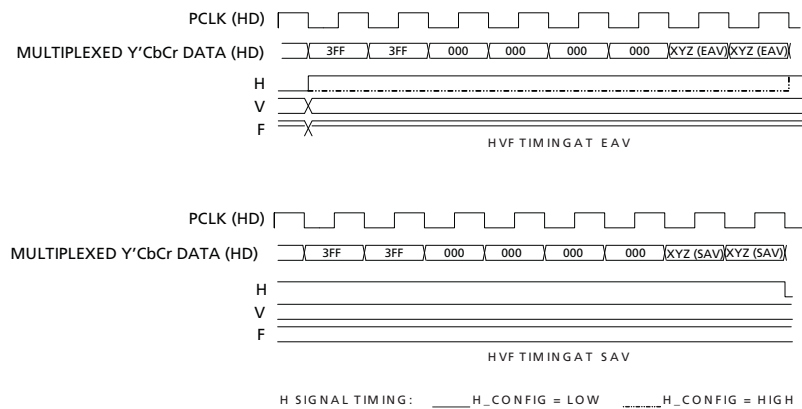 PCLK (HD)
MULTIPLEXED Y'CbCr DATA (HD) 3FF 3FF 000 000 000 000 XYZ (EAV) XYZ (EAV)
H
V
F
HVF TIMINGAT EAV
PCLK (HD)
MULTIPLEXED Y'CbCr DATA (HD) 3FF 3FF 000 000 000 000 XYZ (SAV) XYZ (SAV)
H
V
F
HVF TIMINGAT SAV
H SIGNAL TIMING: H_CONFIG = LOW H_CONFIG = HIGH